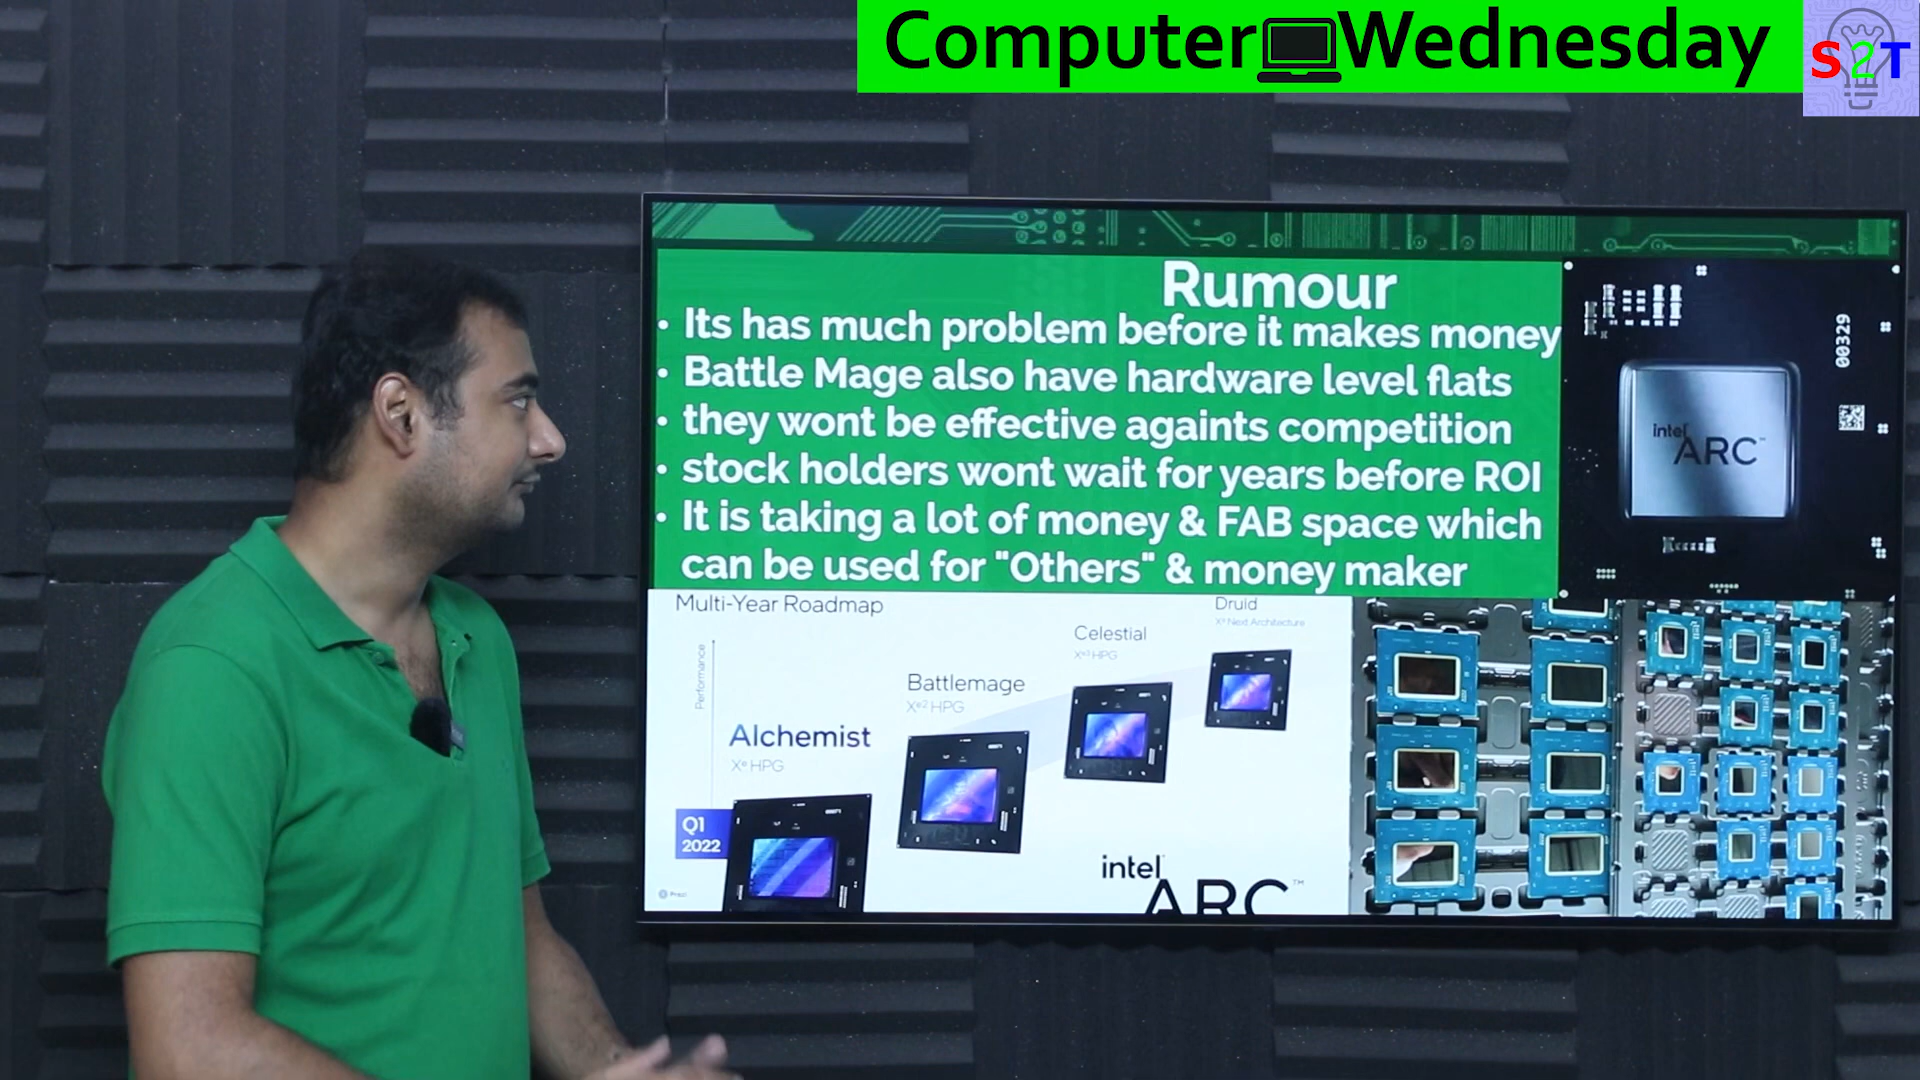 Computer Wednesday
S2T
Rumour
• Its has much problem before it makes money
• Battle Mage also have hardware level flats
• they wont be effective againts competition
• stock holders wont wait for years before ROI
• It is taking a lot of money & FAB space which
can be used for "Others" & money maker
00329
intel
ARC™
Multi-Year Roadmap
Performance
Druid
Xe Next Architecture
Celestial
Xe3 HPG
Battlemage
Xe2 HPG
Alchemist
Xe HPG
Q1
2022
Prezi
intel
ARC™